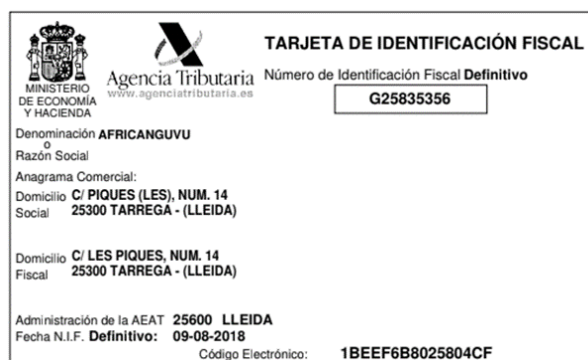 TARJETA DE IDENTIFICACIÓN FISCAL
MINISTERIO
DE ECONOMÍA
Y HACIENDA
Agencia Tributaria
www.agenciatributaria.es
Número de Identificación Fiscal Definitivo
G25835356
Denominación AFRICANGUVU
o
Razón Social
Anagrama Comercial:
Domicilio C/ PIQUES (LES), NUM. 14
Social 25300 TARREGA - (LLEIDA)
Domicilio C/ LES PIQUES, NUM. 14
Fiscal 25300 TARREGA - (LLEIDA)
Administración de la AEAT 25600 LLEIDA
Fecha N.I.F. Definitivo: 09-08-2018
Código Electrónico: 1BEEF6B8025804CF